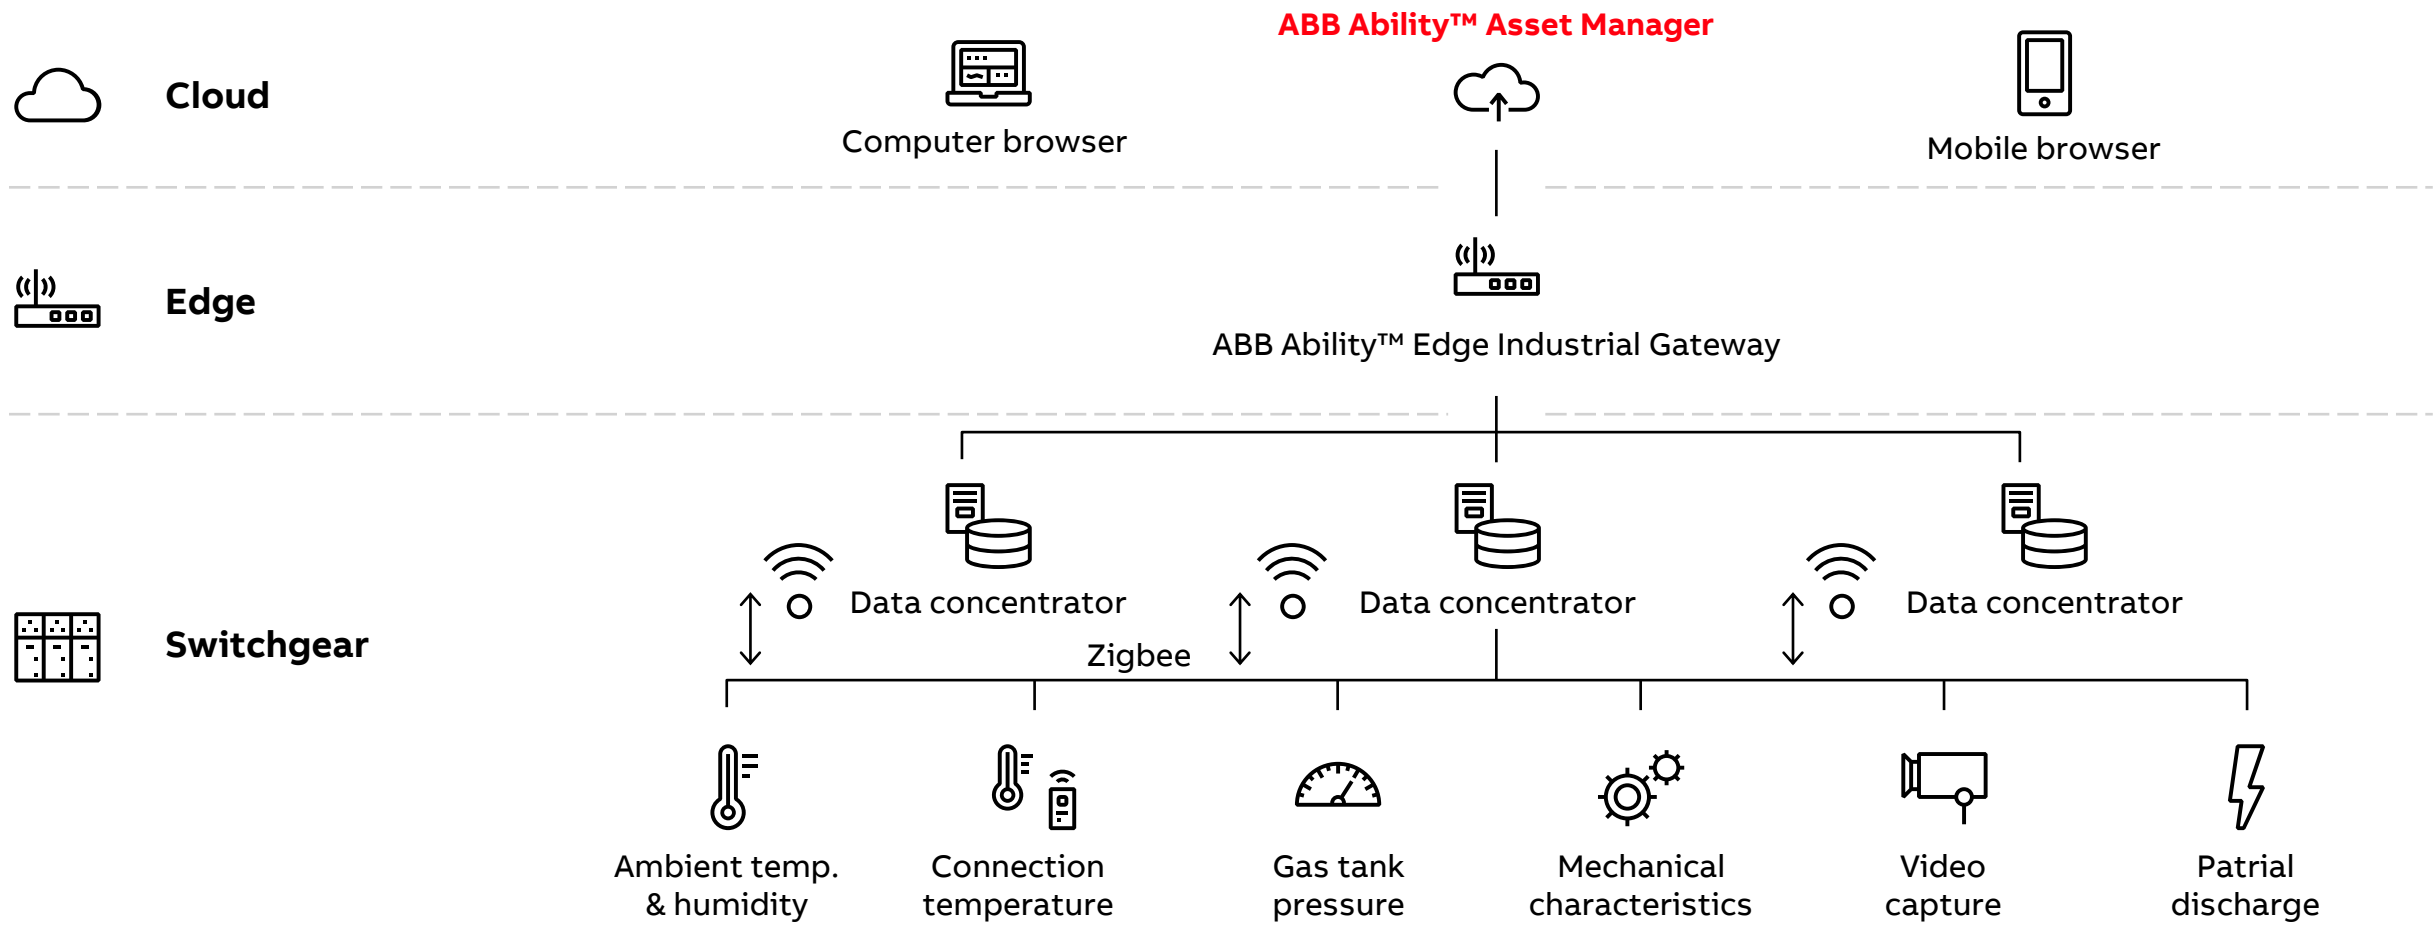 ABB Ability™ Asset Manager
Cloud
Computer browser
Mobile browser
Edge
ABB Ability™ Edge Industrial Gateway
Data concentrator
Data concentrator
Data concentrator
Switchgear
Zigbee
Ambient temp.
& humidity
Connection
temperature
Gas tank
pressure
Mechanical
characteristics
Video
capture
Patrial
discharge